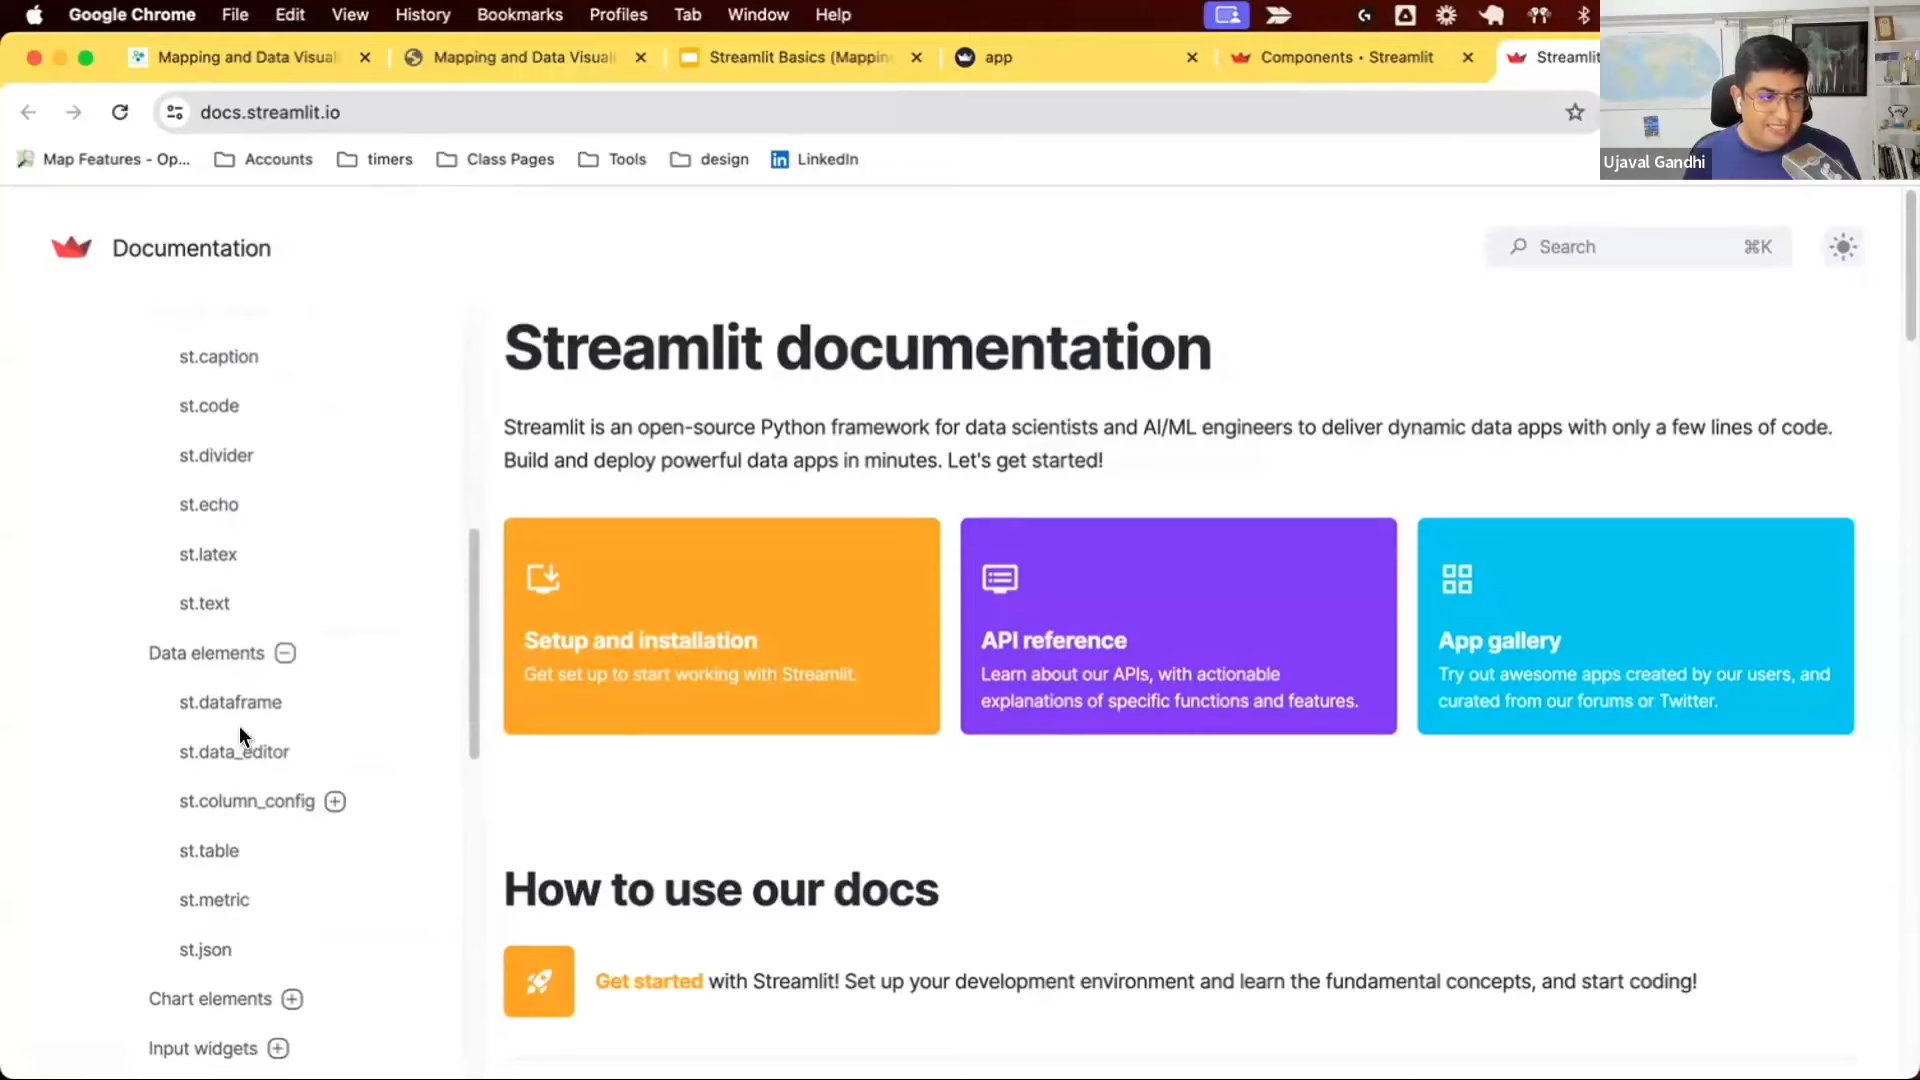 Google Chrome File Edit View History Bookmarks Profiles Tab Window Help
Mapping and Data Visual
Mapping and Data Visuali
Streamlit Basics (Mapping
app
Components • Streamlit
Streamlit
docs.streamlit.io
Map Features - Op...
Accounts
timers
Class Pages
Tools
design
in LinkedIn
Ujaval Gandhi
Documentation
Search ⌘K
st.caption
st.code
st.divider
st.echo
st.latex
st.text
Data elements
st.dataframe
st.data_editor
st.column_config
st.table
st.metric
st.json
Chart elements
Input widgets
Streamlit documentation
Streamlit is an open-source Python framework for data scientists and AI/ML engineers to deliver dynamic data apps with only a few lines of code.
Build and deploy powerful data apps in minutes. Let's get started!
Setup and installation
Get set up to start working with Streamlit.
API reference
Learn about our APIs, with actionable
explanations of specific functions and features.
App gallery
Try out awesome apps created by our users, and
curated from our forums or Twitter.
How to use our docs
Get started with Streamlit! Set up your development environment and learn the fundamental concepts, and start coding!